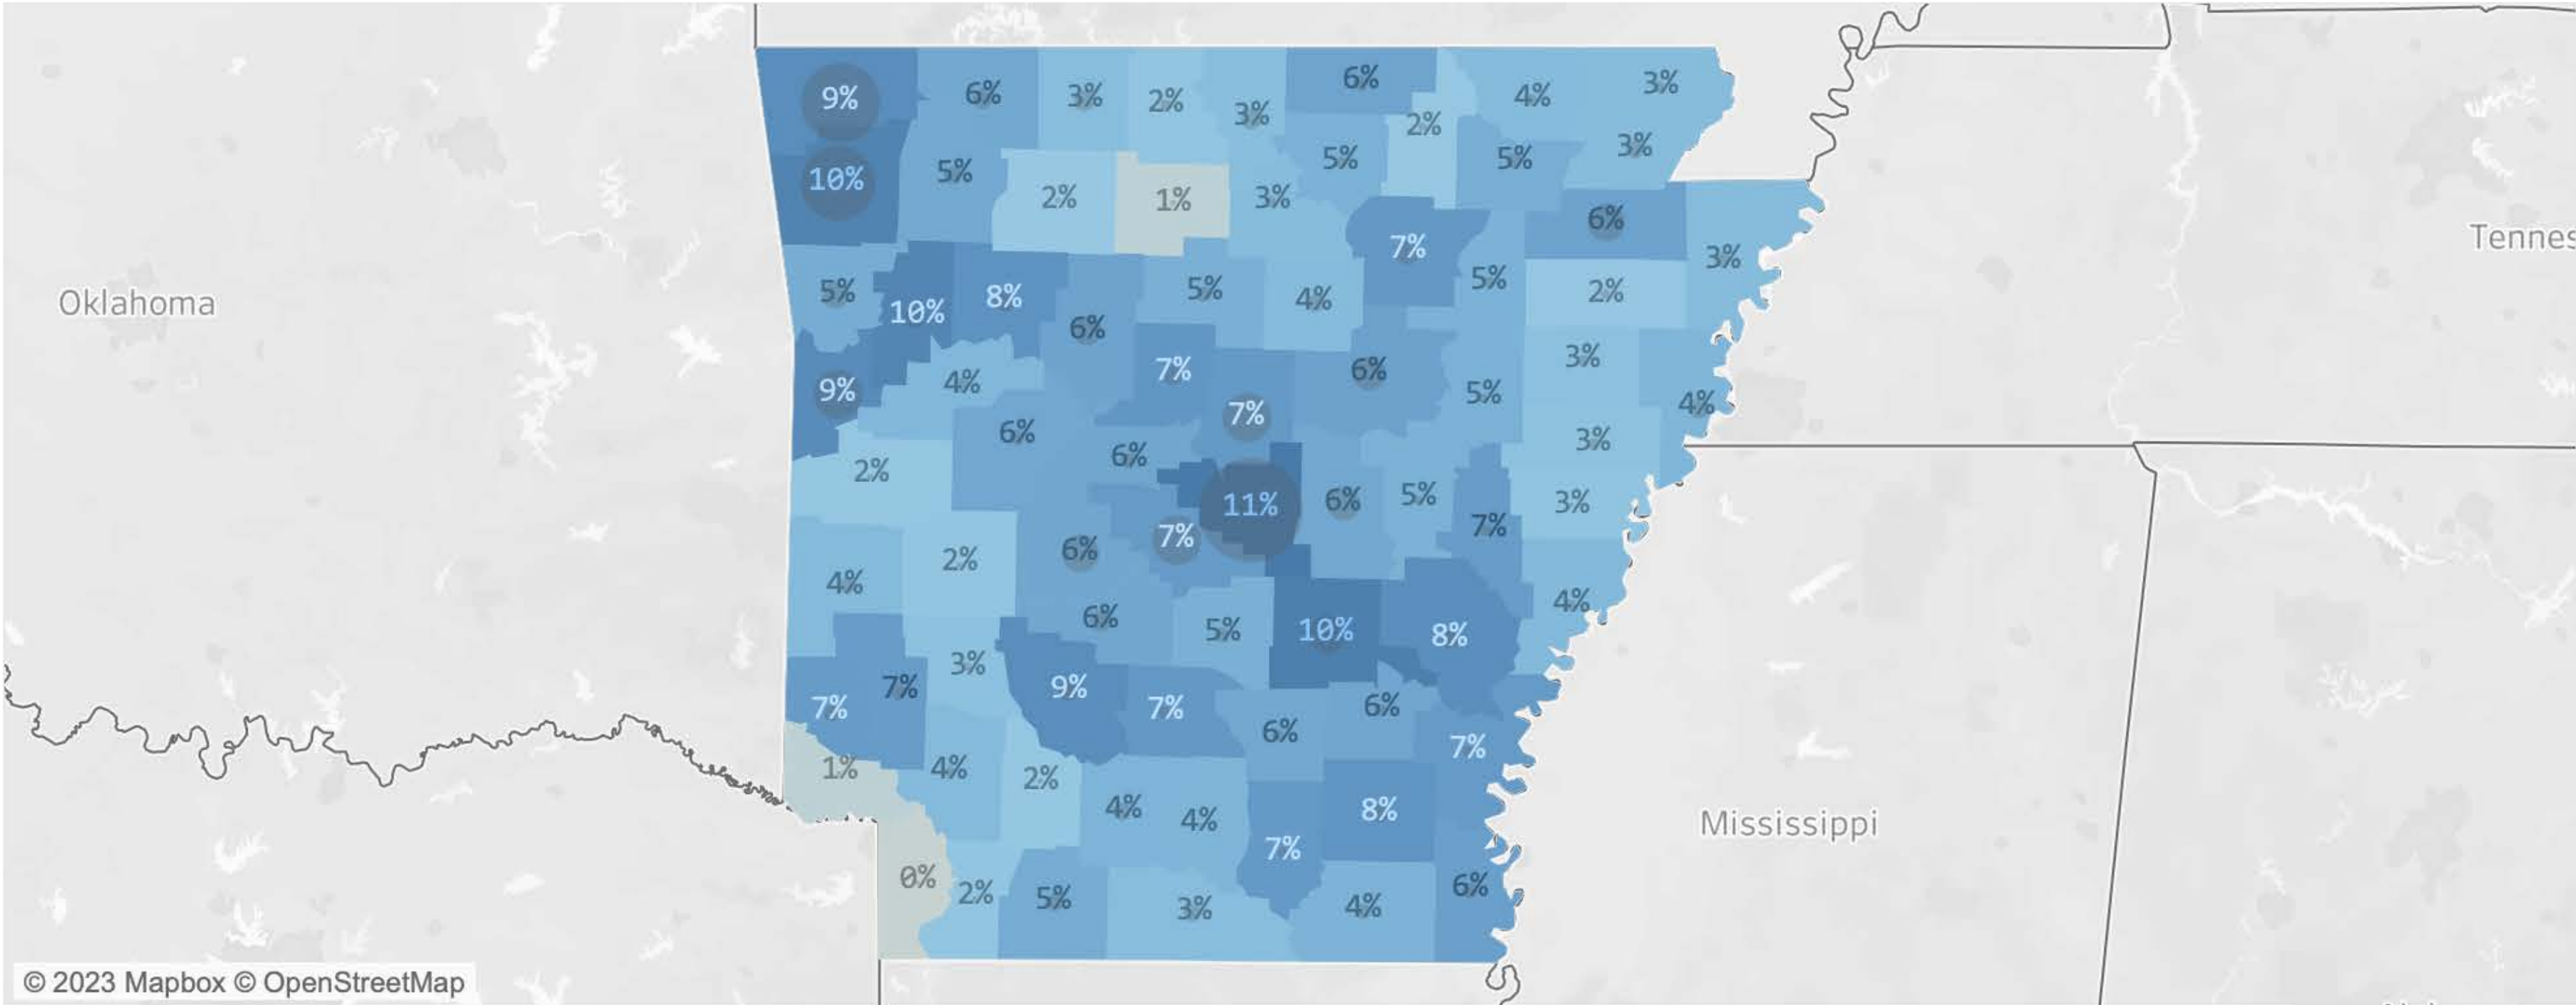 9% 6% 3% 2% 3% 6% 2% 4% 3%
10% 5% 2% 1% 3% 5% 5% 3%
7% 6% 3%
Oklahoma
Tennes
5% 10% 8% 6% 5% 4% 5% 2%
9% 4% 7% 7% 6% 5% 3% 4%
2% 6% 6% 3%
11% 6% 5% 7% 3%
4% 2% 6% 7% 4%
6% 5% 10% 8%
7% 7% 3% 9% 7% 6% 6% 7%
1% 4% 2% 4% 4% 7% 8%
Mississippi
0% 2% 5% 3% 4% 6%
© 2023 Mapbox © OpenStreetMap